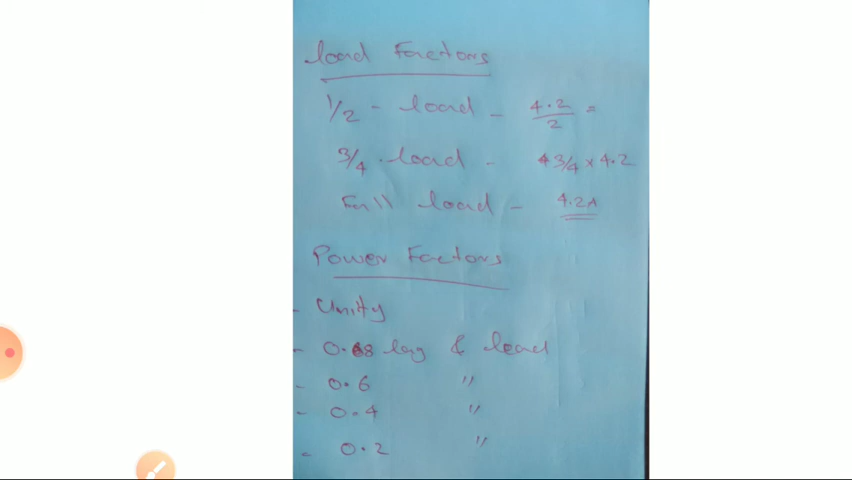 Load Factors
1/2 - load - 4.2/2 =
3/4 . load - 3/4 x 4.2
Full load - 4.2A
Power Factors
- Unity
- 0.8 lag & lead
- 0.6 "
- 0.4 "
- 0.2 "